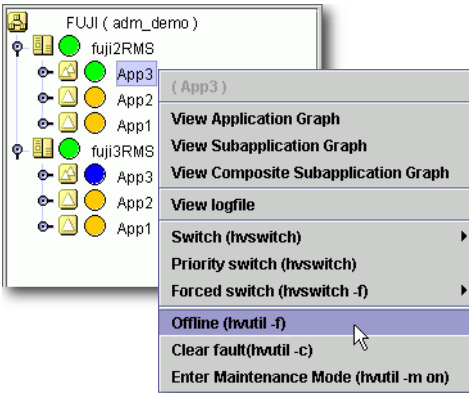 FUJI ( adm_demo )
fuji2RMS
App3
App2
App1
fuji3RMS
App3
App2
App1
( App3 )
View Application Graph
View Subapplication Graph
View Composite Subapplication Graph
View logfile
Switch (hvswitch)
Priority switch (hvswitch)
Forced switch (hvswitch -f)
Offline (hvutil -f)
Clear fault(hvutil -c)
Enter Maintenance Mode (hvutil -m on)